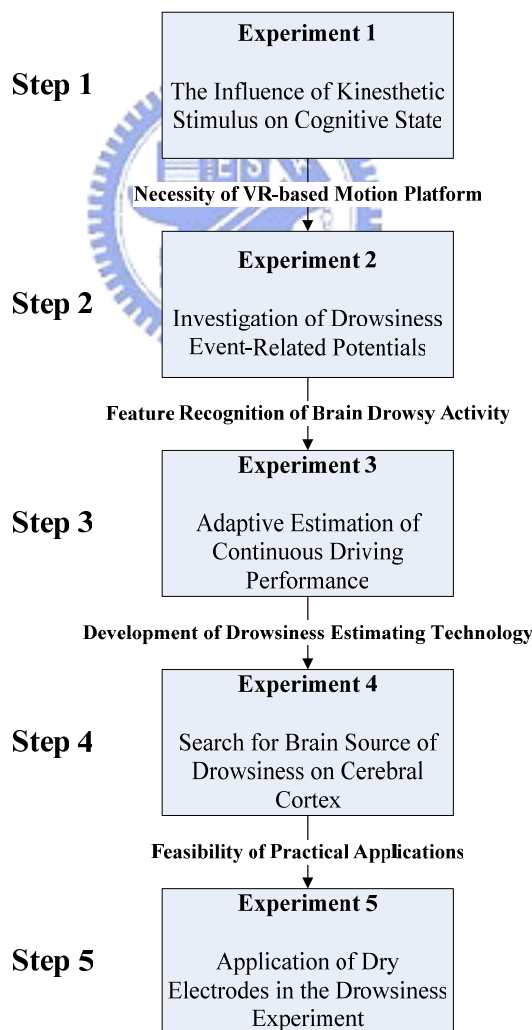 Experiment 1
Step 1
The Influence of Kinesthetic
Stimulus on Cognitive State
Necessity of VR-based Motion Platform
Experiment 2
Step 2
Investigation of Drowsiness
Event-Related Potentials
Feature Recognition of Brain Drowsy Activity
Experiment 3
Step 3
Adaptive Estimation of
Continuous Driving
Performance
Development of Drowsiness Estimating Technology
Experiment 4
Step 4
Search for Brain Source of
Drowsiness on Cerebral
Cortex
Feasibility of Practical Applications
Experiment 5
Step 5
Application of Dry
Electrodes in the Drowsiness
Experiment